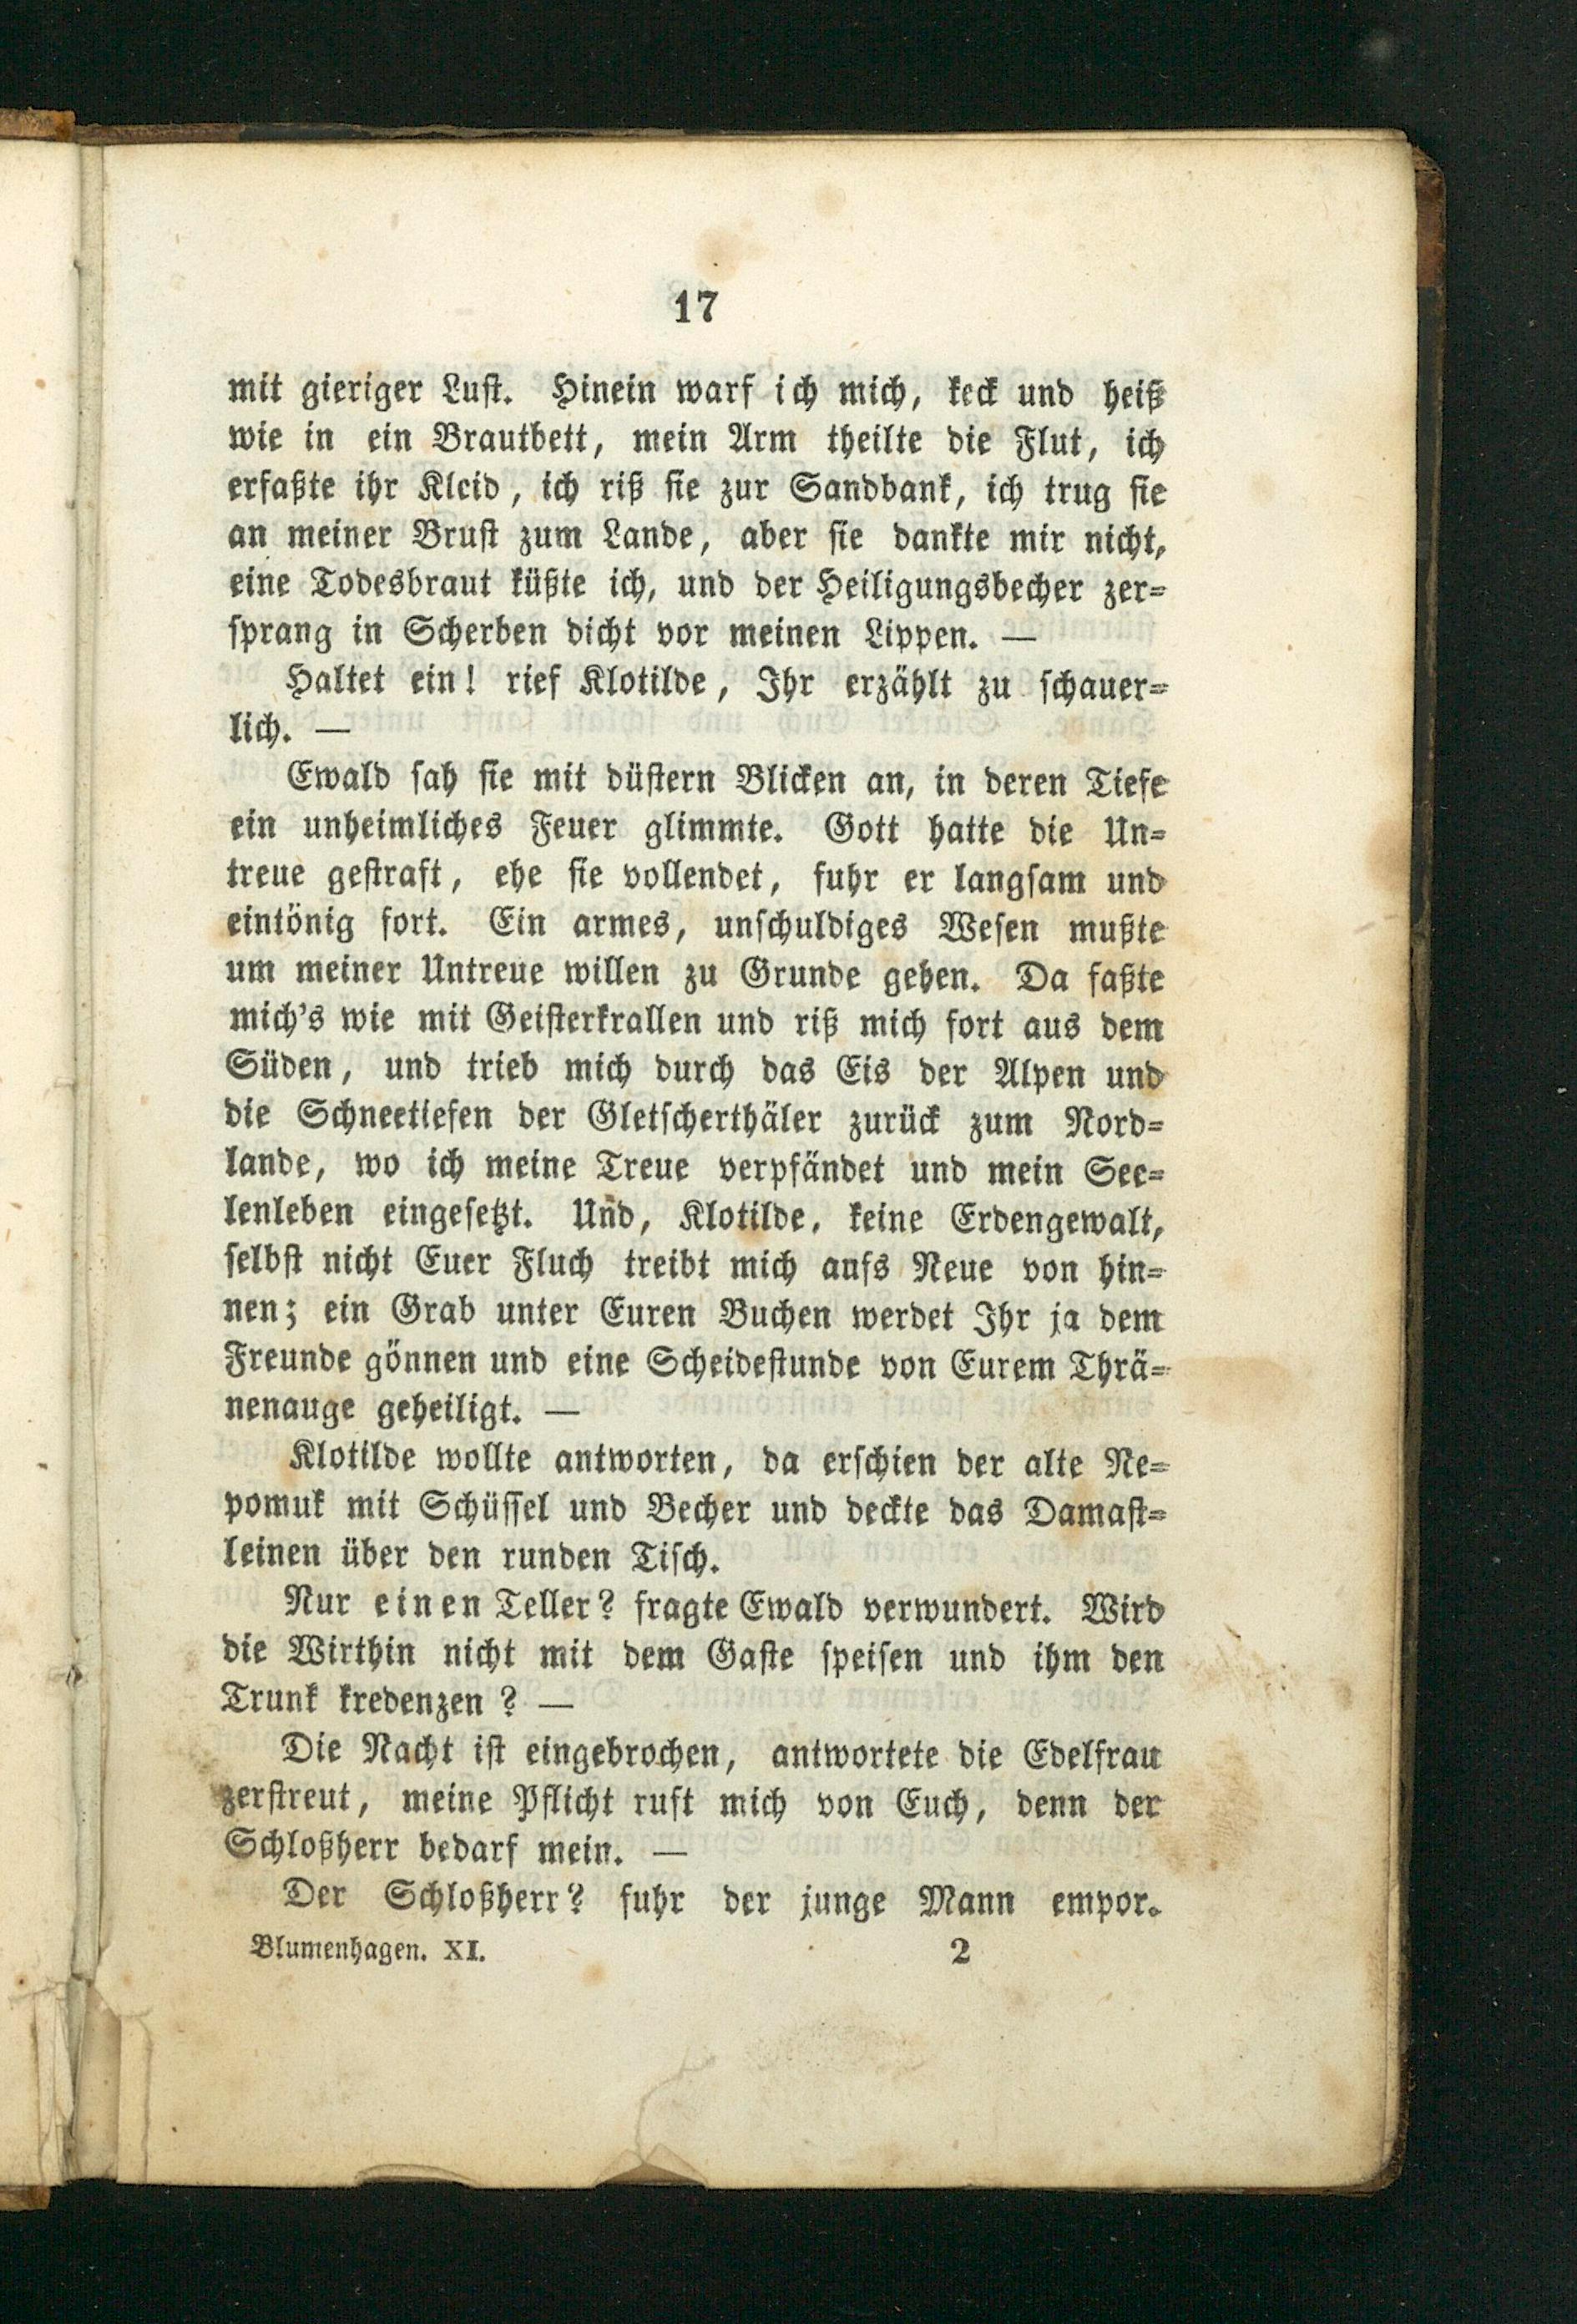 17
mit gieriger Lust. Hinein warf ich mich, keck und heiß
wie in ein Brautbett, mein Arm theilte die Flut, ich
erfaßte ihr Kleid, ich riß sie zur Sandbank, ich trug sie
an meiner Brust zum Lande, aber sie dankte mir nicht,
eine Todesbraut küßte ich, und der Heiligungsbecher zer=
sprang in Scherben dicht vor meinen Lippen. —
Haltet ein! rief Klotilde, Ihr erzählt zu schauer=
lich. —
Ewald sah sie mit düstern Blicken an, in deren Tiefe
ein unheimliches Feuer glimmte. Gott hatte die Un=
treue gestraft, ehe sie vollendet, fuhr er langsam und
eintönig fort. Ein armes, unschuldiges Wesen mußte
um meiner Untreue willen zu Grunde gehen. Da faßte
mich's wie mit Geisterkrallen und riß mich fort aus dem
Süden, und trieb mich durch das Eis der Alpen und
die Schneetiefen der Gletscherthäler zurück zum Nord=
lande, wo ich meine Treue verpfändet und mein See=
lenleben eingesetzt. Und, Klotilde, keine Erdengewalt,
selbst nicht Euer Fluch treibt mich aufs Neue von hin=
nen; ein Grab unter Euren Buchen werdet Ihr ja dem
Freunde gönnen und eine Scheidestunde von Eurem Thrä=
nenauge geheiligt. —
Klotilde wollte antworten, da erschien der alte Ne=
pomuk mit Schüssel und Becher und deckte das Damast=
leinen über den runden Tisch.
Nur einen Teller? fragte Ewald verwundert. Wird
die Wirthin nicht mit dem Gaste speisen und ihm den
Trunk kredenzen? —
Die Nacht ist eingebrochen, antwortete die Edelfrau
zerstreut, meine Pflicht ruft mich von Euch, denn der
Schloßherr bedarf mein. —
Der Schloßherr? fuhr der junge Mann empor.
Blumenhagen. XI. 2